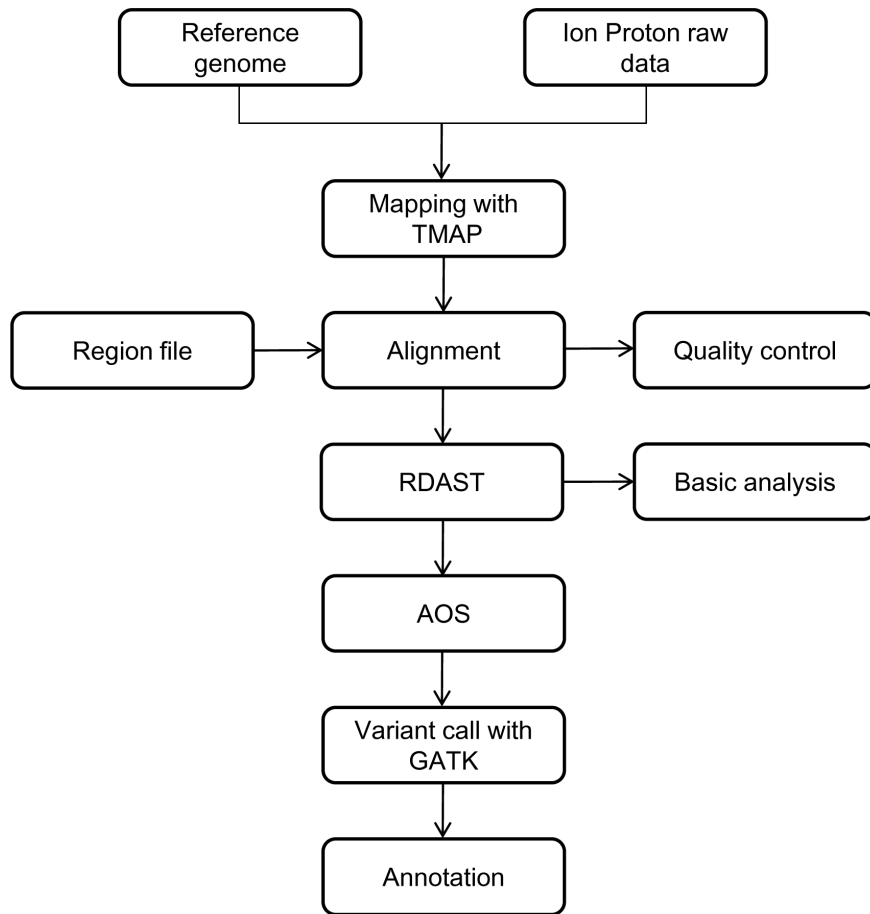 Reference
genome
Ion Proton raw
data
Mapping with
TMAP
Region file
Alignment
Quality control
RDAST
Basic analysis
AOS
Variant call with
GATK
Annotation